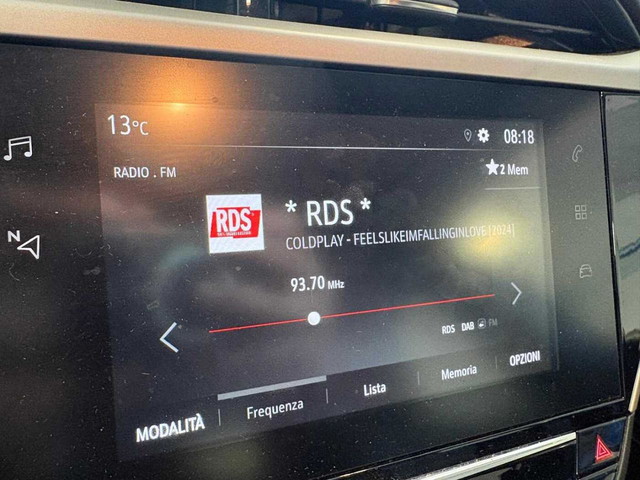 13°C
08:18
RADIO . FM
2 Mem
RDS
* RDS *
COLDPLAY - FEELSLIKEIMFALLINGINLOVE [2024]
N
93.70 MHz
RDS DAB FM
MODALITÀ Frequenza Lista Memoria OPZIONI